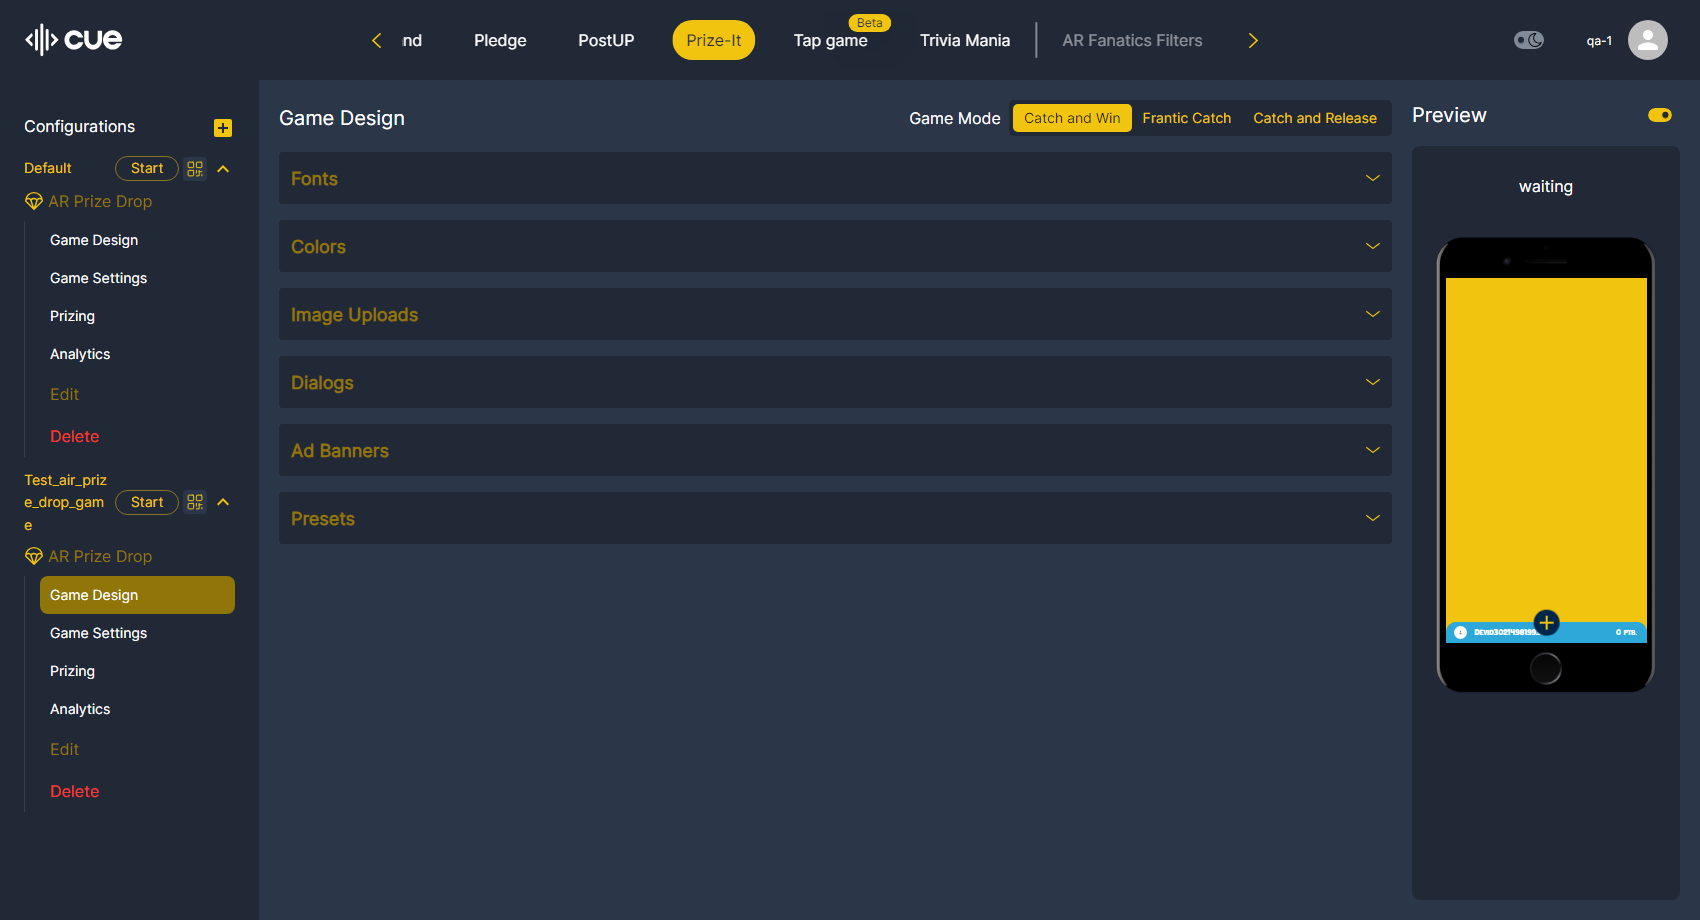 cue
nd
Pledge
PostUP
Prize-It
Beta
Tap game
Trivia Mania
AR Fanatics Filters
qa-1
Configurations
Default
Start
AR Prize Drop
Game Design
Game Settings
Prizing
Analytics
Edit
Delete
Test_air_priz
e_drop_gam
e
Start
AR Prize Drop
Game Design
Game Settings
Prizing
Analytics
Edit
Delete
Game Design
Game Mode
Catch and Win
Frantic Catch
Catch and Release
Fonts
Colors
Image Uploads
Dialogs
Ad Banners
Presets
Preview
waiting
0 PTS.